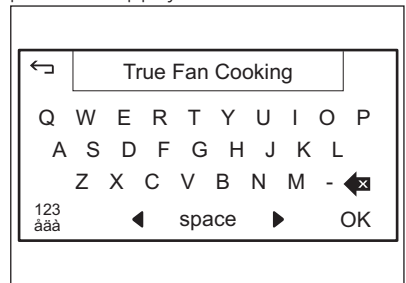 True Fan Cooking
Q W E R T Y U I O P
A S D F G H J K L
Z X C V B N M -
123
åäà
space
OK